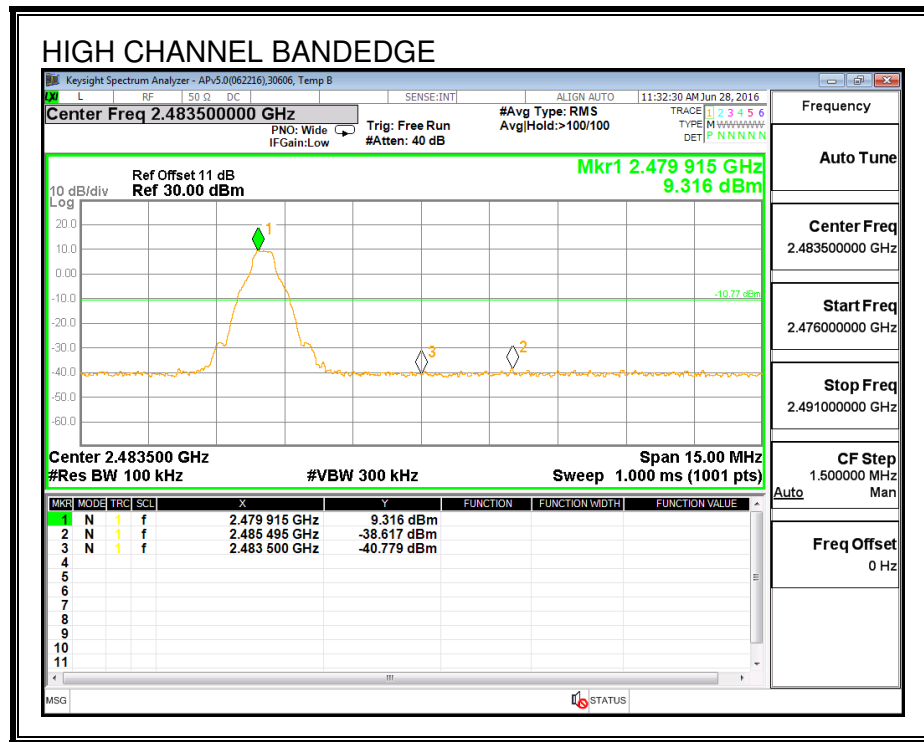 HIGH CHANNEL BANDEDGE
Keysight Spectrum Analyzer - APv5.0(062216),30606, Temp B
LXI L RF 50 Ω DC SENSE:INT ALIGN AUTO 11:32:30 AM Jun 28, 2016
Center Freq 2.483500000 GHz
PNO: Wide
IFGain:Low
Trig: Free Run
#Atten: 40 dB
#Avg Type: RMS
Avg|Hold:>100/100
TRACE 1 2 3 4 5 6
TYPE M WWWWW
DET P N N N N N
Frequency
Auto Tune
Center Freq
2.483500000 GHz
Start Freq
2.476000000 GHz
Stop Freq
2.491000000 GHz
CF Step
1.500000 MHz
Auto Man
Freq Offset
0 Hz
Mkr1 2.479 915 GHz
9.316 dBm
Ref Offset 11 dB
10 dB/div Ref 30.00 dBm
Log
20.0
10.0
0.00
-10.0
-20.0
-30.0
-40.0
-50.0
-60.0
1
-10.77 dBm
3
2
Center 2.483500 GHz Span 15.00 MHz
#Res BW 100 kHz #VBW 300 kHz Sweep 1.000 ms (1001 pts)
MKR MODE TRC SCL X Y FUNCTION FUNCTION WIDTH FUNCTION VALUE
1 N 1 f 2.479 915 GHz 9.316 dBm
2 N 1 f 2.485 495 GHz -38.617 dBm
3 N 1 f 2.483 500 GHz -40.779 dBm
4
5
6
7
8
9
10
11
MSG STATUS